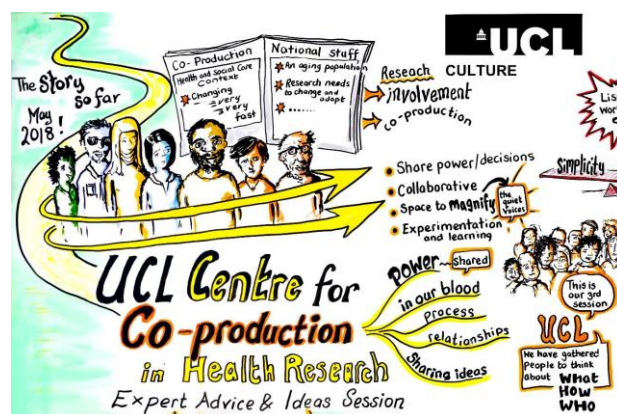 The Story
so far
May
2018!
Co-Production
Health and Social Care
Context
Changing
very
very
fast
National stuff,
An aging population
Research needs
to change and
adapt
......
Reseach
involvement
co-production
UCL
CULTURE
Share power/decisions
Collaborative
Space to magnify
the
quiet
voices
Experimentation
and learning
simplicity
UCL Centre for
Co-production
in Health Research
Expert Advice & Ideas Session
power
Shared
in our blood
process
relationships
Sharing ideas
This is
our 3rd
session
UCL
We have gathered
People to think
about WHAT
HOW
WHO